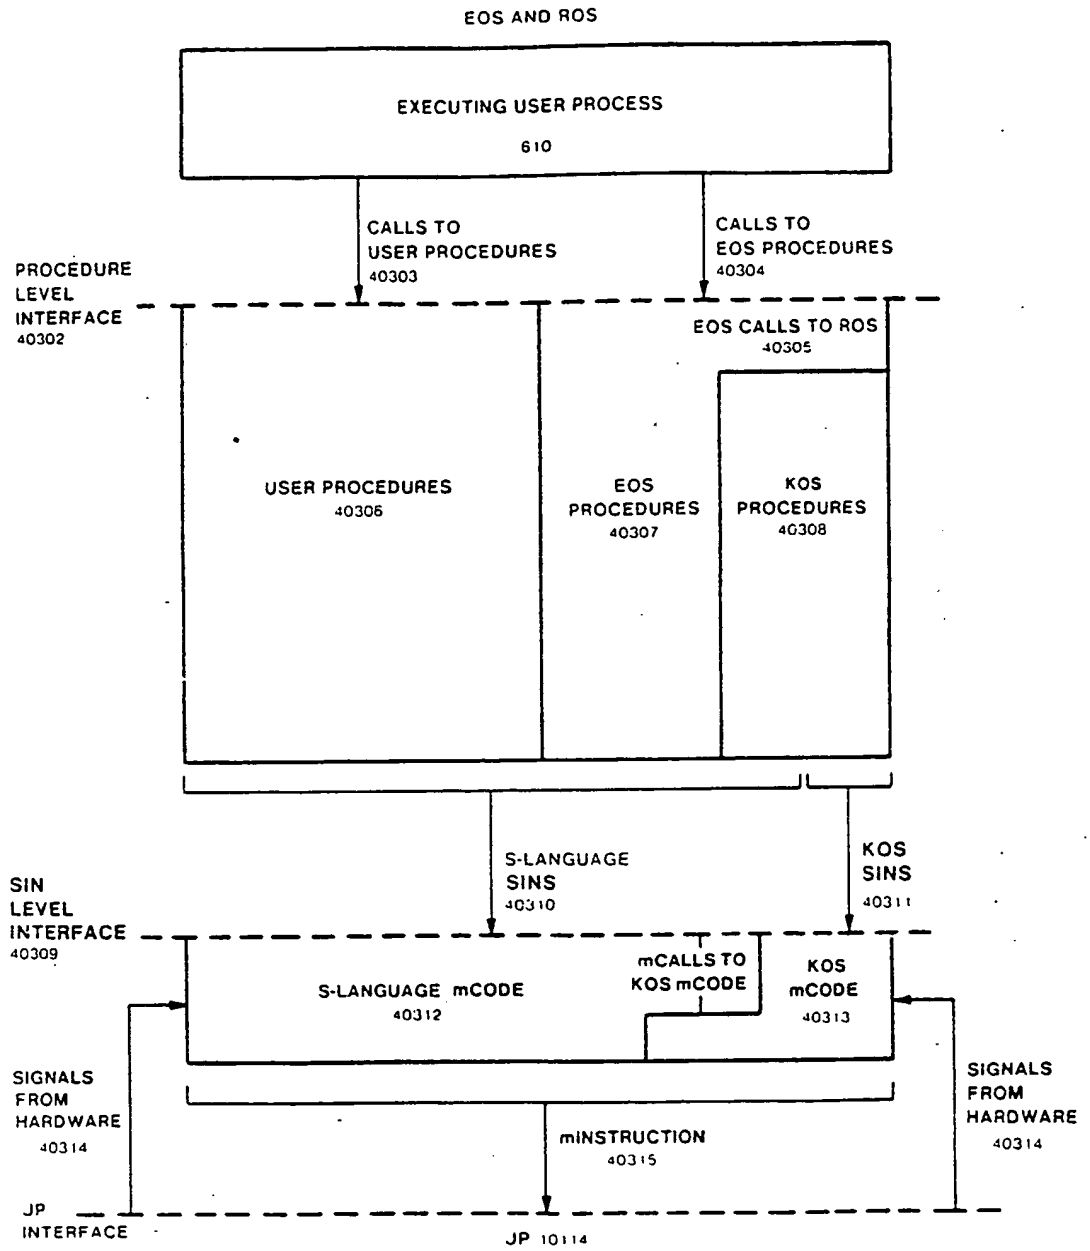 EOS AND ROS
EXECUTING USER PROCESS
610
CALLS TO
USER PROCEDURES
40303
CALLS TO
EOS PROCEDURES
40304
PROCEDURE
LEVEL
INTERFACE
40302
EOS CALLS TO ROS
40305
USER PROCEDURES
40306
EOS
PROCEDURES
40307
KOS
PROCEDURES
40308
S-LANGUAGE
SINS
40310
KOS
SINS
40311
SIN
LEVEL
INTERFACE
40309
S-LANGUAGE mCODE
40312
mCALLS TO
KOS mCODE
KOS
mCODE
40313
SIGNALS
FROM
HARDWARE
40314
SIGNALS
FROM
HARDWARE
40314
mINSTRUCTION
40315
JP
INTERFACE
JP 10114